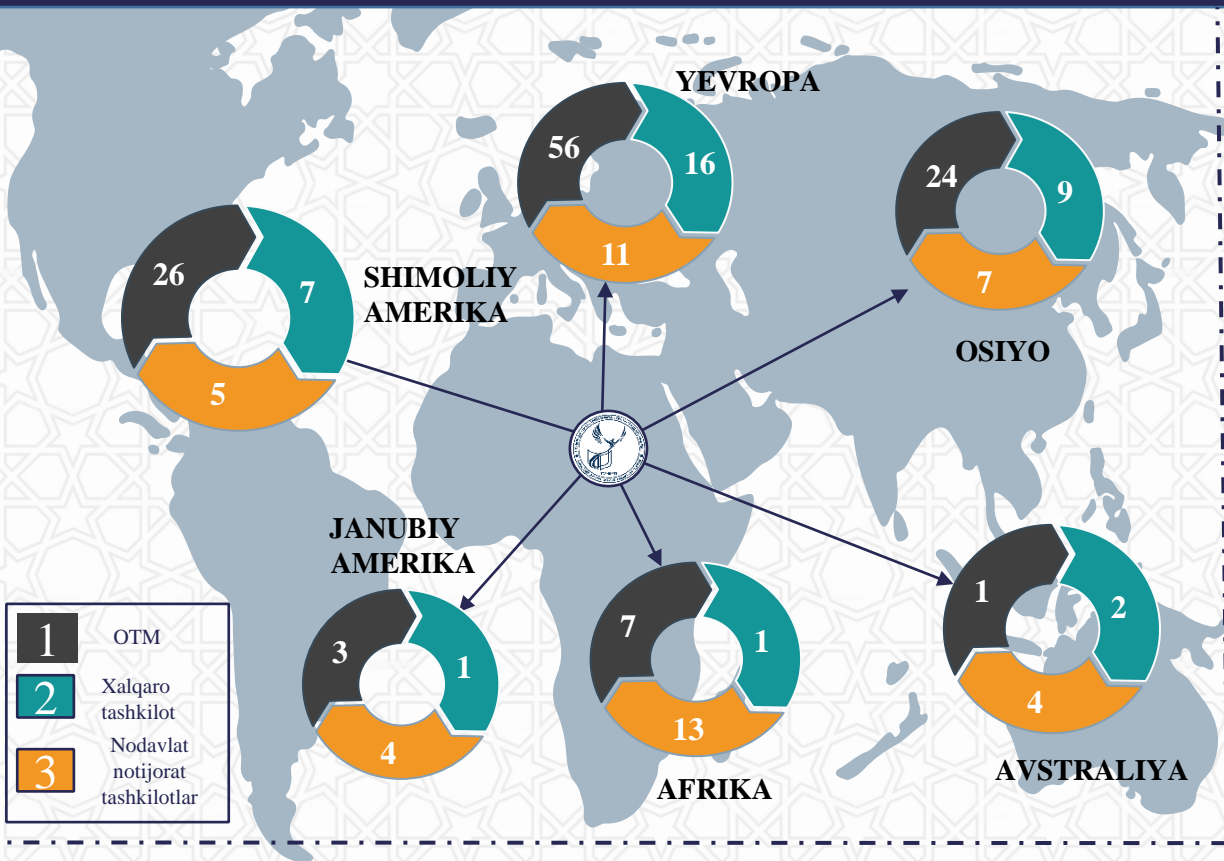 YEVROPA
56
16
11
24
9
7
OSIYO
26
7
5
SHIMOLIY
AMERIKA
JANUBIY
AMERIKA
3
1
4
7
1
13
AFRIKA
1
2
4
AVSTRALIYA
1 OTM
2 Xalqaro
tashkilot
3 Nodavlat
notijorat
tashkilotlar